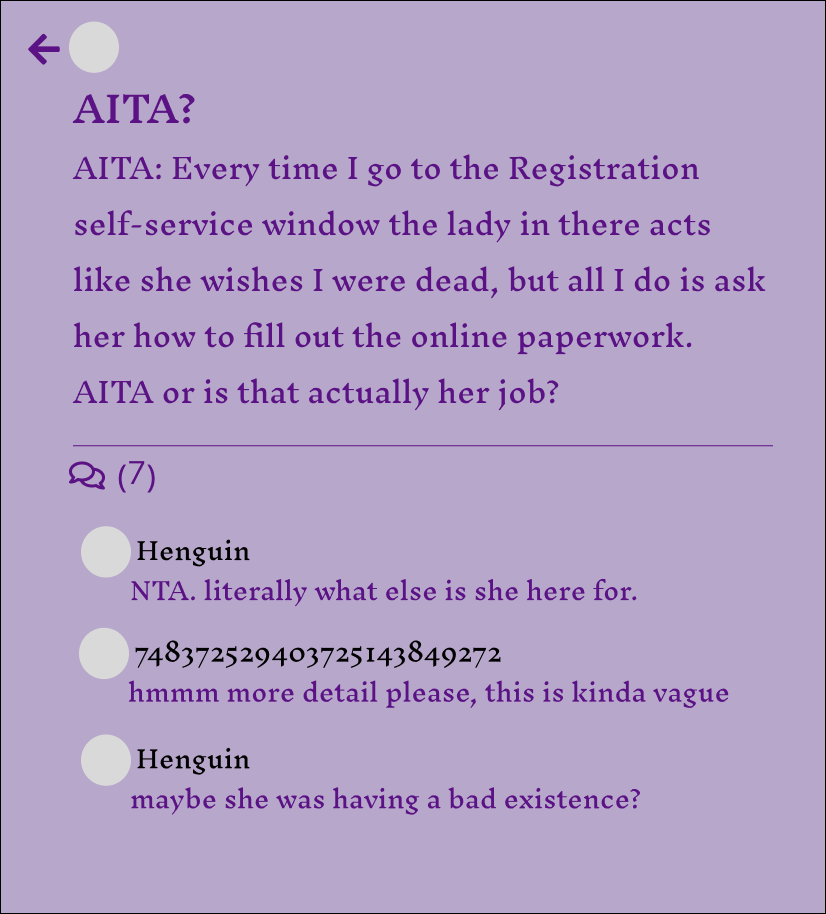 AITA?
AITA: Every time I go to the Registration
self-service window the lady in there acts
like she wishes I were dead, but all I do is ask
her how to fill out the online paperwork.
AITA or is that actually her job?
(7)
Henguin
NTA. literally what else is she here for.
748372529403725143849272
hmmm more detail please, this is kinda vague
Henguin
maybe she was having a bad existence?